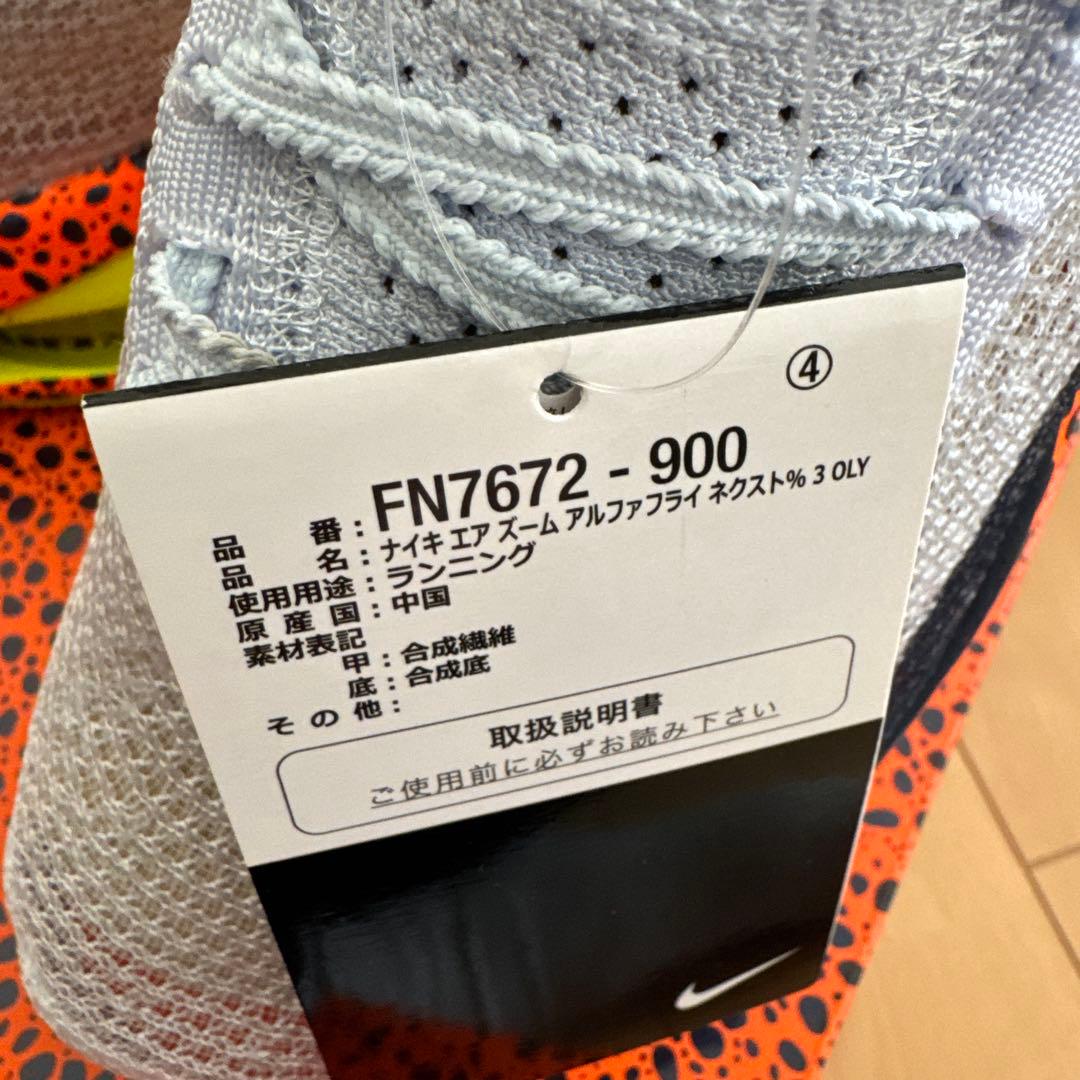 ④
品番：FN7672 - 900
品名：ナイキ エア ズーム アルファフライ ネクスト% 3 OLY
使用用途：ランニング
原産国：中国
素材表記
甲：合成繊維
底：合成底
その他：
取扱説明書
ご使用前に必ずお読み下さい